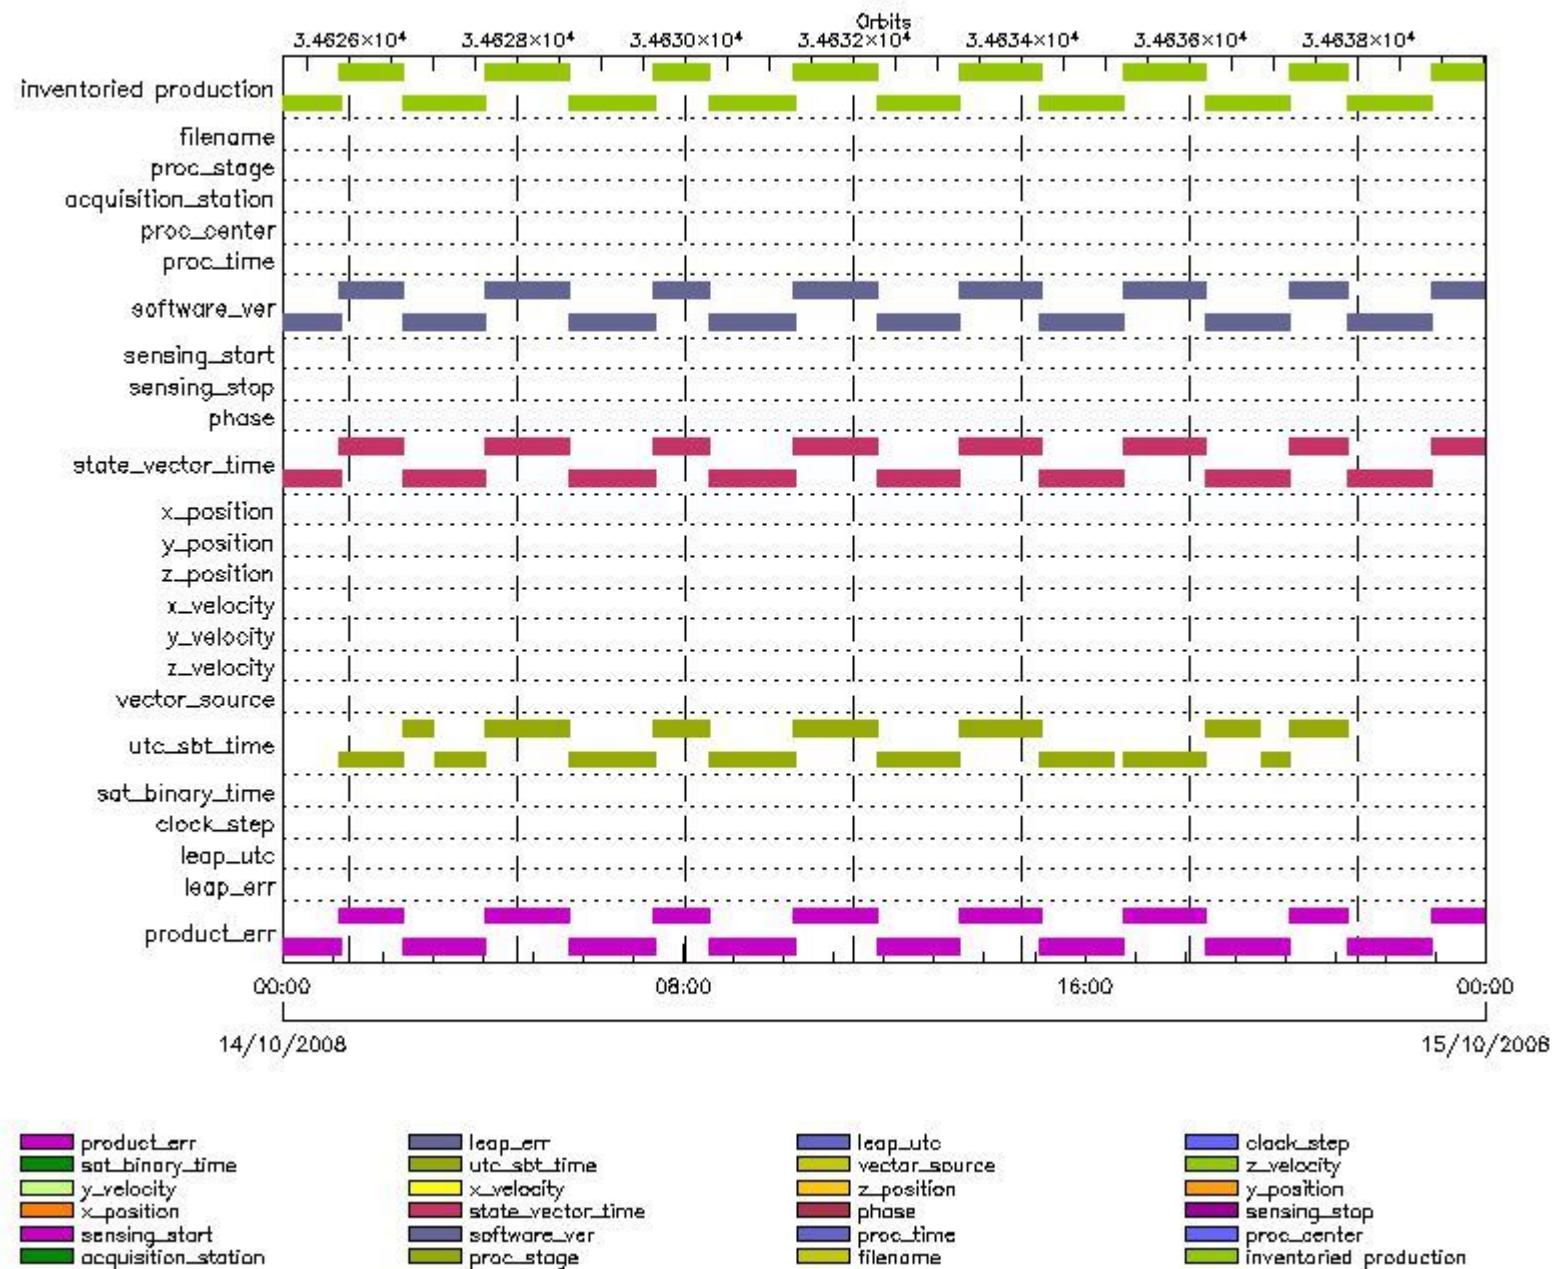 Orbits
3.4626×10⁴ 3.4628×10⁴ 3.4630×10⁴ 3.4632×10⁴ 3.4634×10⁴ 3.4636×10⁴ 3.4638×10⁴
inventoried production
filename
proc_stage
acquisition_station
proc_center
proc_time
software_ver
sensing_start
sensing_stop
phase
state_vector_time
x_position
y_position
z_position
x_velocity
y_velocity
z_velocity
vector_source
utc_sbt_time
sat_binary_time
clock_step
leap_utc
leap_err
product_err
00:00 08:00 16:00 00:00
14/10/2008 15/10/2008
product_err leap_err leap_utc clock_step
sat_binary_time utc_sbt_time vector_source z_velocity
y_velocity x_velocity z_position y_position
x_position state_vector_time phase sensing_stop
sensing_start software_ver proc_time proc_center
acquisition_station proc_stage filename inventoried production